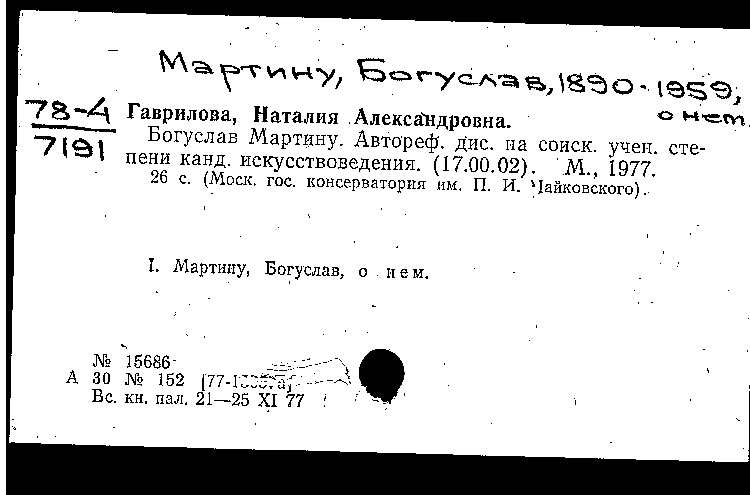 Мартину, Богуслав, 1890-1959,
о нем.
78-4
7191
Гаврилова, Наталия Александровна.
Богуслав Мартину. Автореф. дис. на соиск. учен. сте-
пени канд. искусствоведения. (17.00.02). М., 1977.
26 с. (Моск. гос. консерватория им. П. И. Чайковского).
I. Мартину, Богуслав, о нем.
№ 15686
А 30 № 152
Вс. кн. пал. 21—25 XI 77